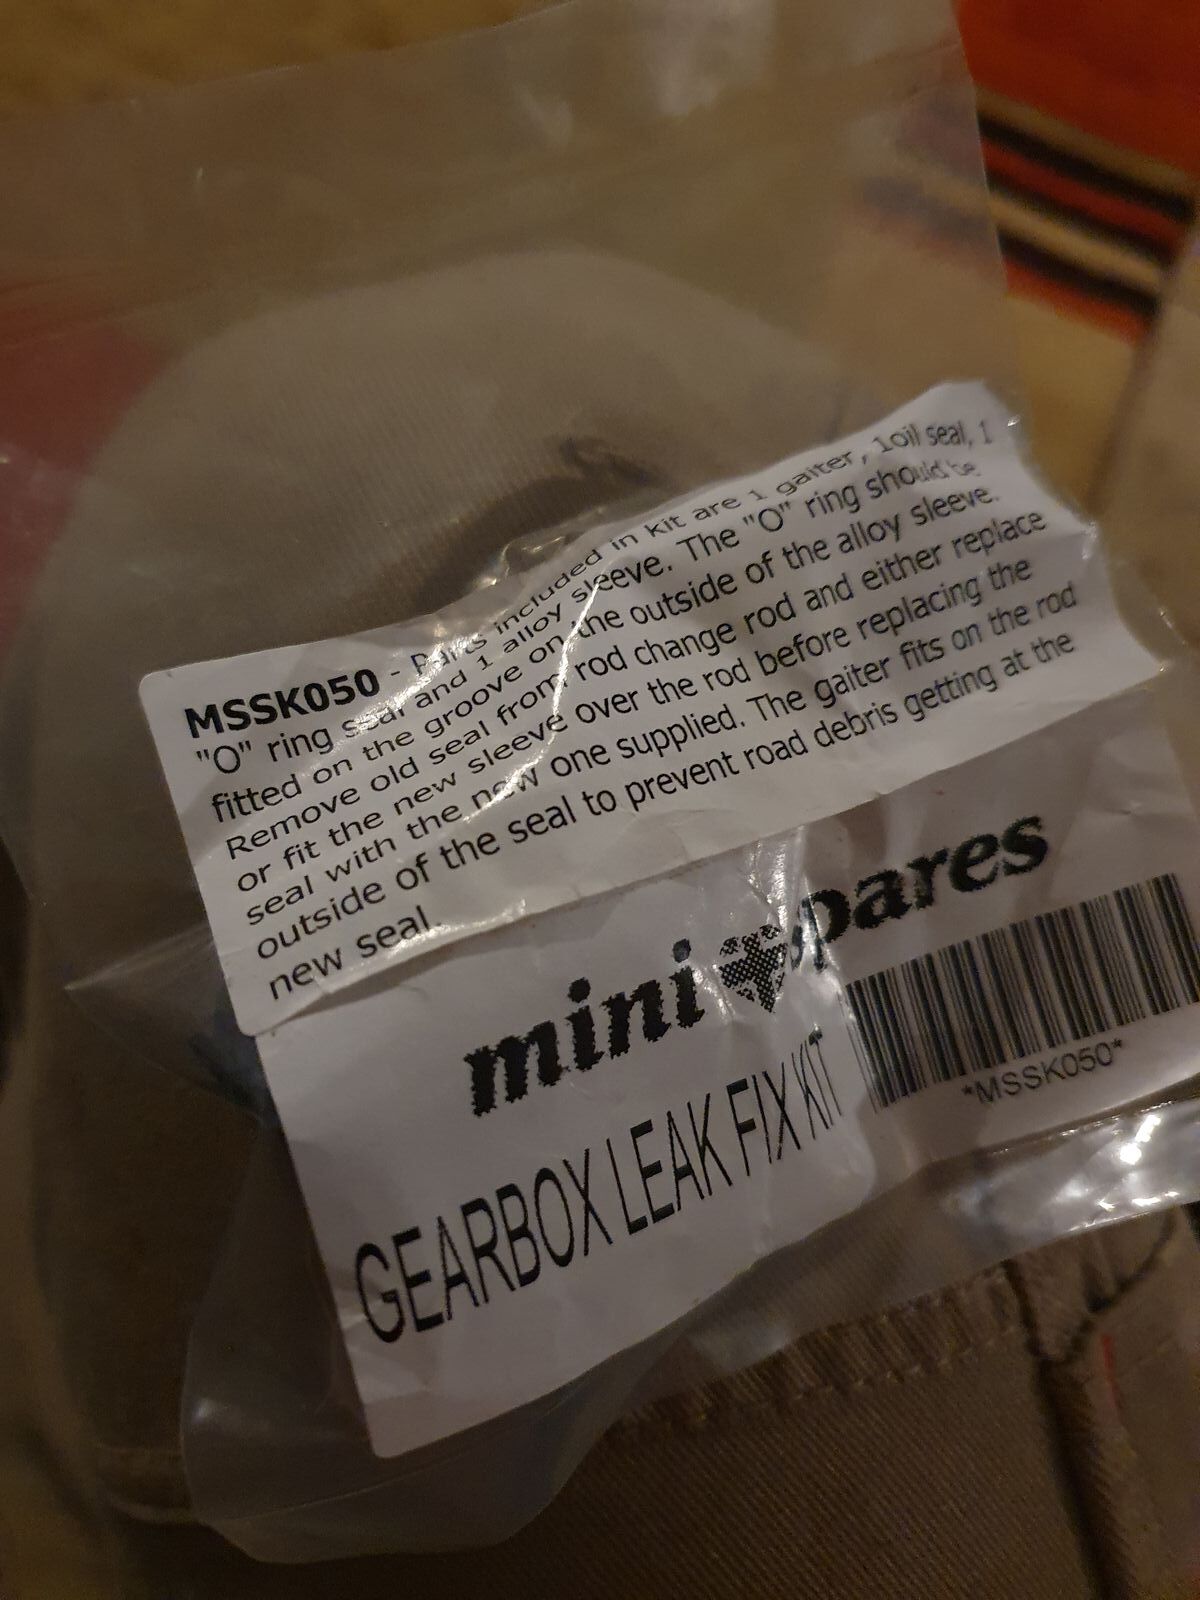 MSSK050 - Parts included in kit are 1 gaiter, 1oil seal, 1
"O" ring seal and 1 alloy sleeve. The "O" ring should be
fitted on the groove on the outside of the alloy sleeve.
Remove old seal from rod change rod and either replace
or fit the new sleeve over the rod before replacing the
seal with the new one supplied. The gaiter fits on the rod
outside of the seal to prevent road debris getting at the
new seal.
mini spares
*MSSK050*
GEARBOX LEAK FIX KIT